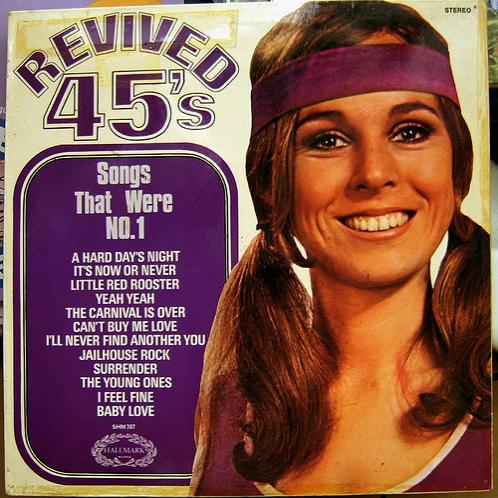 STEREO
REVIVED
45's
Songs
That Were
NO.1
A HARD DAY'S NIGHT
IT'S NOW OR NEVER
LITTLE RED ROOSTER
YEAH YEAH
THE CARNIVAL IS OVER
CAN'T BUY ME LOVE
I'LL NEVER FIND ANOTHER YOU
JAILHOUSE ROCK
SURRENDER
THE YOUNG ONES
I FEEL FINE
BABY LOVE
SHM 707
HALLMARK